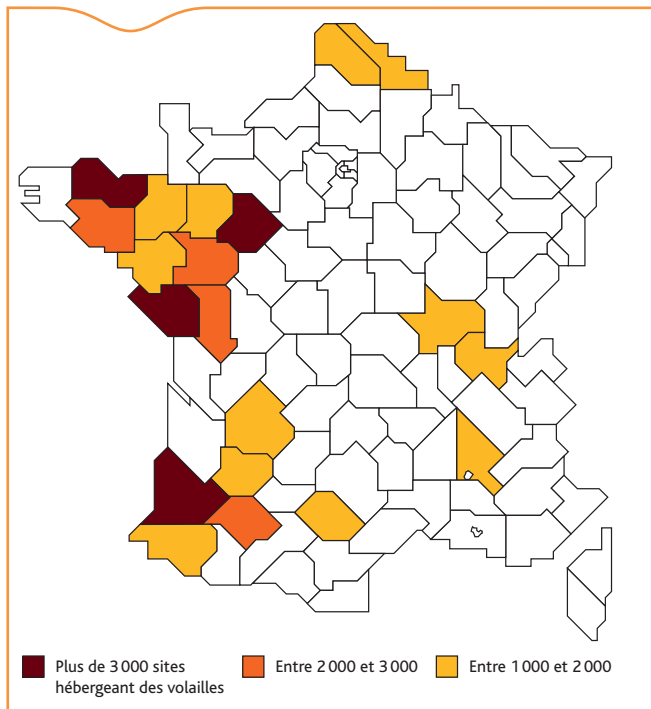 Plus de 3 000 sites
hébergeant des volailles
Entre 2 000 et 3 000
Entre 1 000 et 2 000